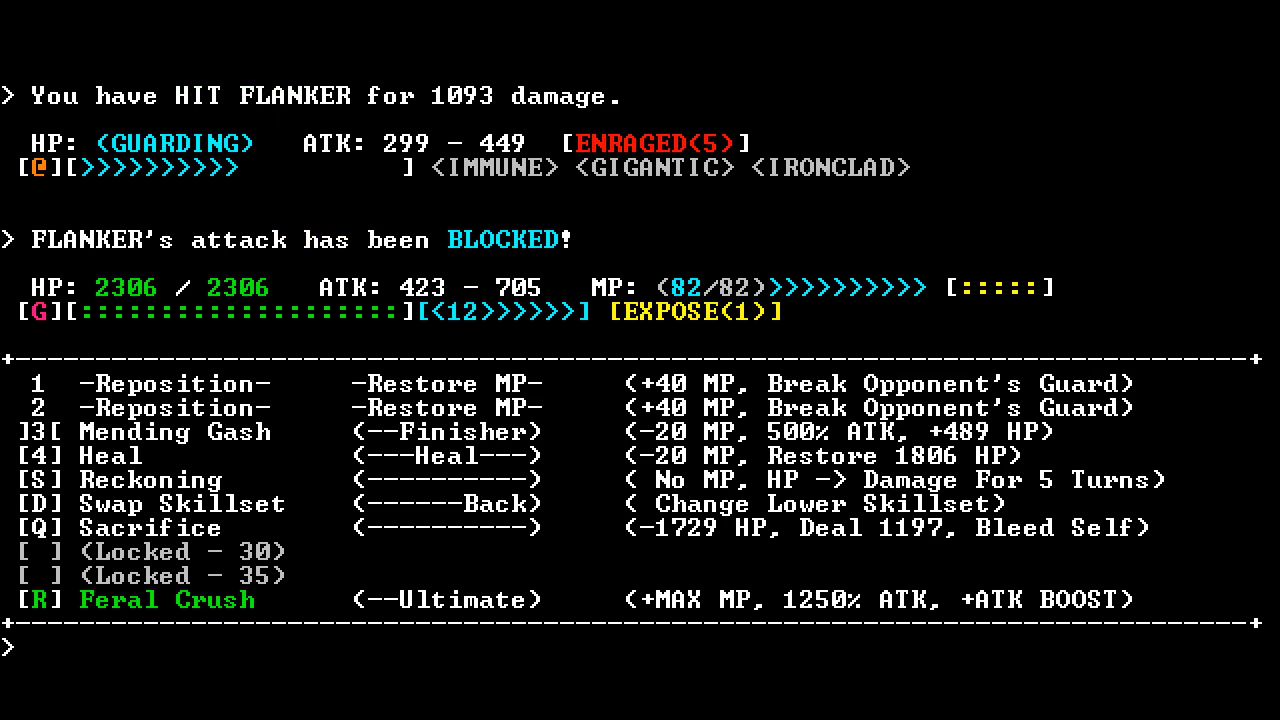 > You have HIT FLANKER for 1093 damage.
HP: (GUARDING) ATK: 299 - 449 [ENRAGED(5)]
[@][>>>>>>>>>> ] <IMMUNE> <GIGANTIC> <IRONCLAD>
> FLANKER's attack has been BLOCKED!
HP: 2306 / 2306 ATK: 423 - 705 MP: (82/82)>>>>>>>>>> [:::::]
[G][::::::::::::::::::::][(12>>>>>>] [EXPOSE(1)]
+-----------------------------------------------------------------------------+
1 -Reposition- -Restore MP- (+40 MP, Break Opponent's Guard)
2 -Reposition- -Restore MP- (+40 MP, Break Opponent's Guard)
]3[ Mending Gash (--Finisher) (-20 MP, 500% ATK, +489 HP)
[4] Heal (---Heal---) (-20 MP, Restore 1806 HP)
[S] Reckoning (----------) ( No MP, HP -> Damage For 5 Turns)
[D] Swap Skillset (------Back) ( Change Lower Skillset)
[Q] Sacrifice (----------) (-1729 HP, Deal 1197, Bleed Self)
[ ] (Locked - 30)
[ ] (Locked - 35)
[R] Feral Crush (--Ultimate) (+MAX MP, 1250% ATK, +ATK BOOST)
+-----------------------------------------------------------------------------+
>